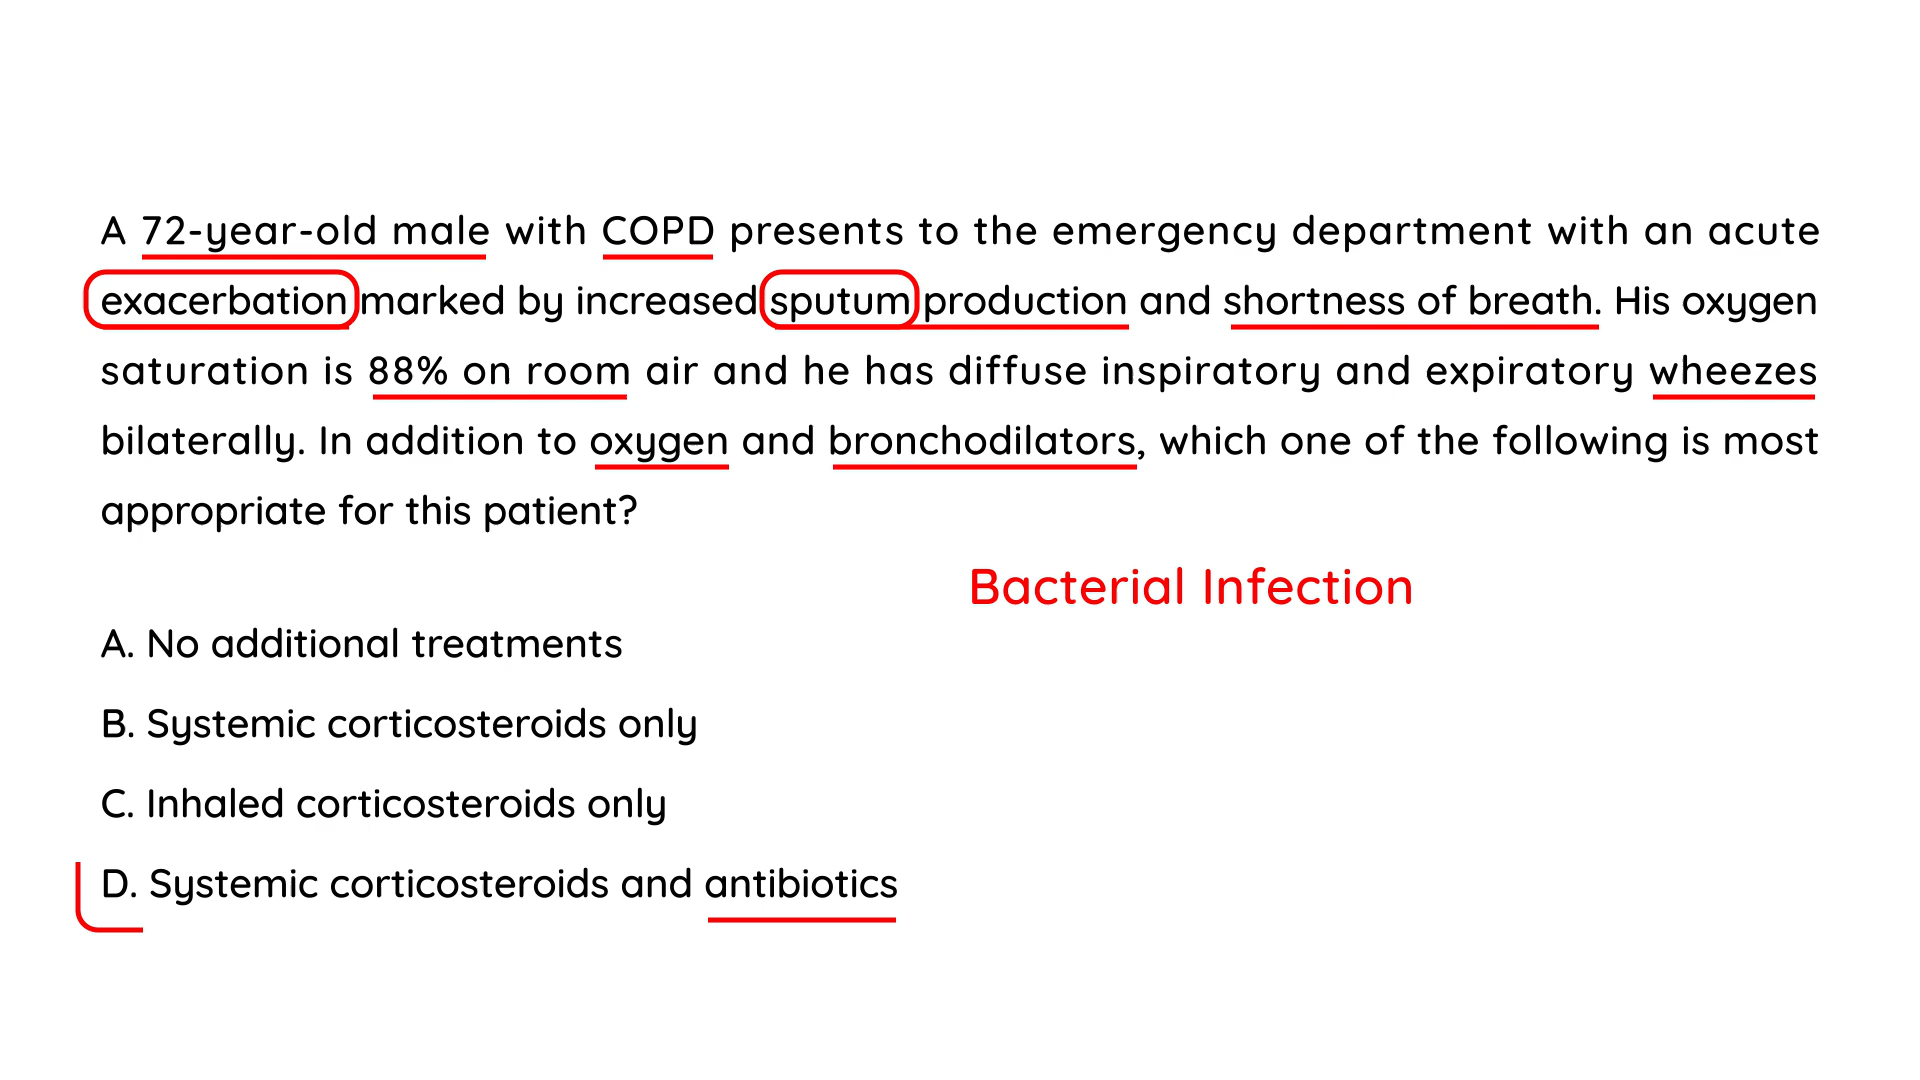 A 72-year-old male with COPD presents to the emergency department with an acute
exacerbation marked by increased sputum production and shortness of breath. His oxygen
saturation is 88% on room air and he has diffuse inspiratory and expiratory wheezes
bilaterally. In addition to oxygen and bronchodilators, which one of the following is most
appropriate for this patient?
Bacterial Infection
A. No additional treatments
B. Systemic corticosteroids only
C. Inhaled corticosteroids only
D. Systemic corticosteroids and antibiotics